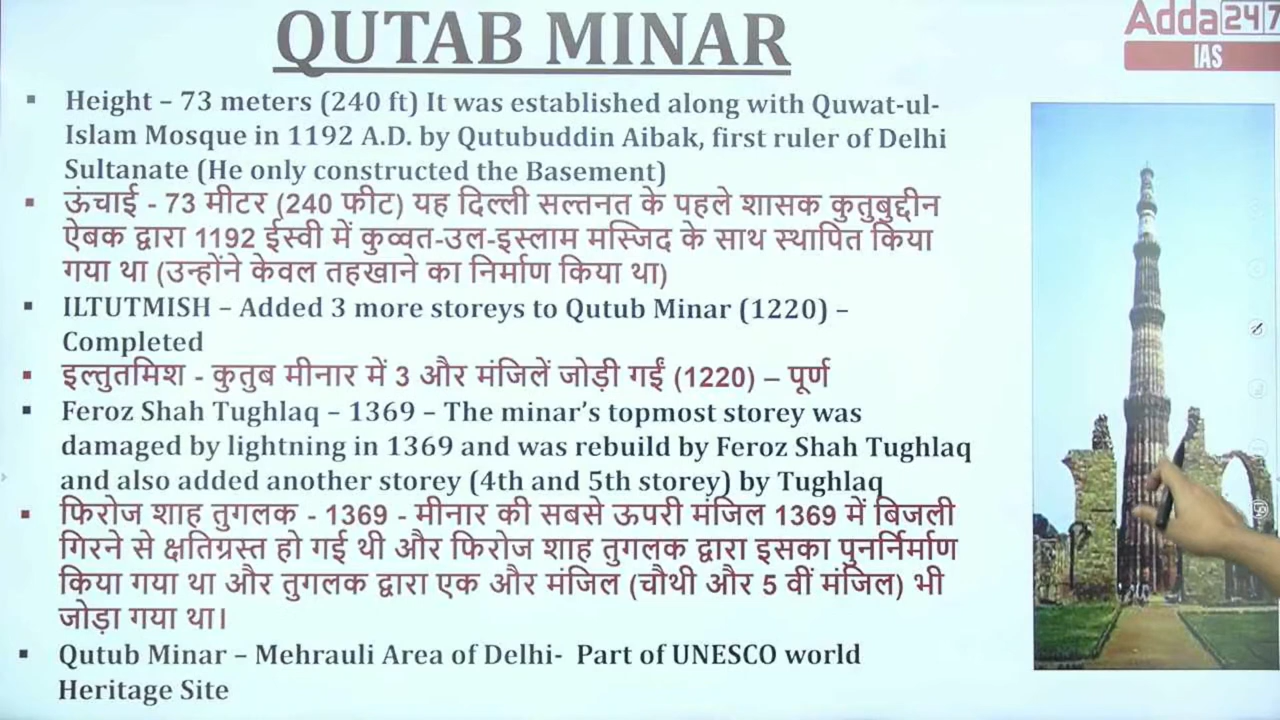 QUTAB MINAR
Adda247
IAS
▪ Height – 73 meters (240 ft) It was established along with Quwat-ul-
Islam Mosque in 1192 A.D. by Qutubuddin Aibak, first ruler of Delhi
Sultanate (He only constructed the Basement)
▪ ऊंचाई - 73 मीटर (240 फीट) यह दिल्ली सल्तनत के पहले शासक कुतुबुद्दीन
ऐबक द्वारा 1192 ईस्वी में कुव्वत-उल-इस्लाम मस्जिद के साथ स्थापित किया
गया था (उन्होंने केवल तहखाने का निर्माण किया था)
▪ ILTUTMISH – Added 3 more storeys to Qutub Minar (1220) –
Completed
▪ इल्तुतमिश - कुतुब मीनार में 3 और मंजिलें जोड़ी गईं (1220) – पूर्ण
▪ Feroz Shah Tughlaq – 1369 – The minar’s topmost storey was
damaged by lightning in 1369 and was rebuild by Feroz Shah Tughlaq
and also added another storey (4th and 5th storey) by Tughlaq
▪ फिरोज शाह तुगलक - 1369 - मीनार की सबसे ऊपरी मंजिल 1369 में बिजली
गिरने से क्षतिग्रस्त हो गई थी और फिरोज शाह तुगलक द्वारा इसका पुनर्निर्माण
किया गया था और तुगलक द्वारा एक और मंजिल (चौथी और 5 वीं मंजिल) भी
जोड़ा गया था।
▪ Qutub Minar – Mehrauli Area of Delhi- Part of UNESCO world
Heritage Site